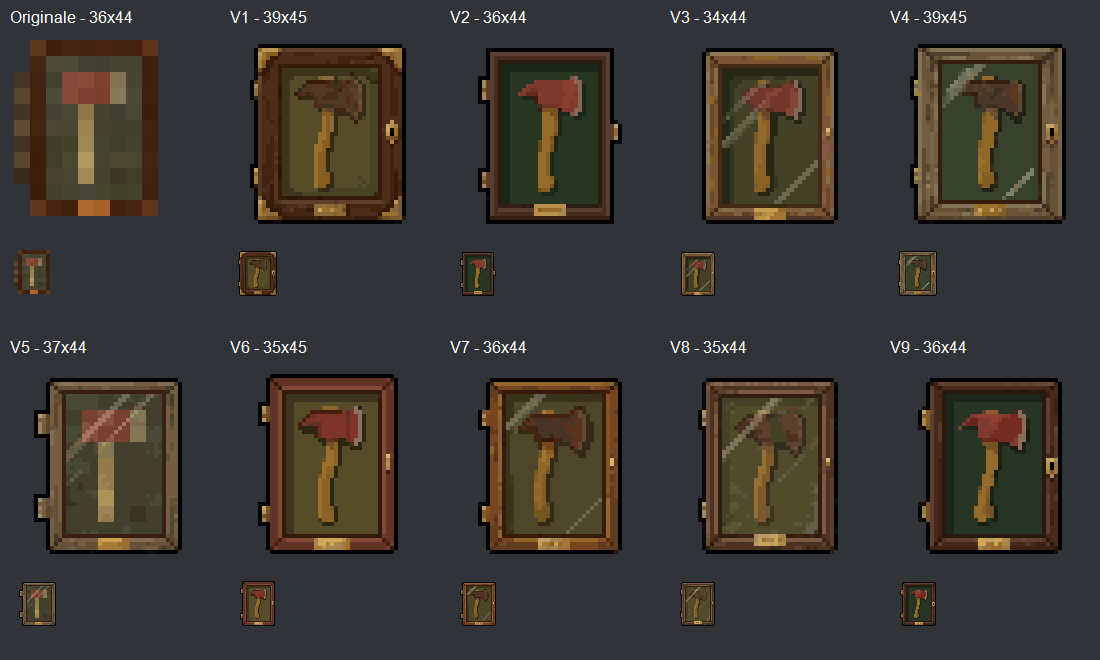 Originale - 36x44
V1 - 39x45
V2 - 36x44
V3 - 34x44
V4 - 39x45
V5 - 37x44
V6 - 35x45
V7 - 36x44
V8 - 35x44
V9 - 36x44